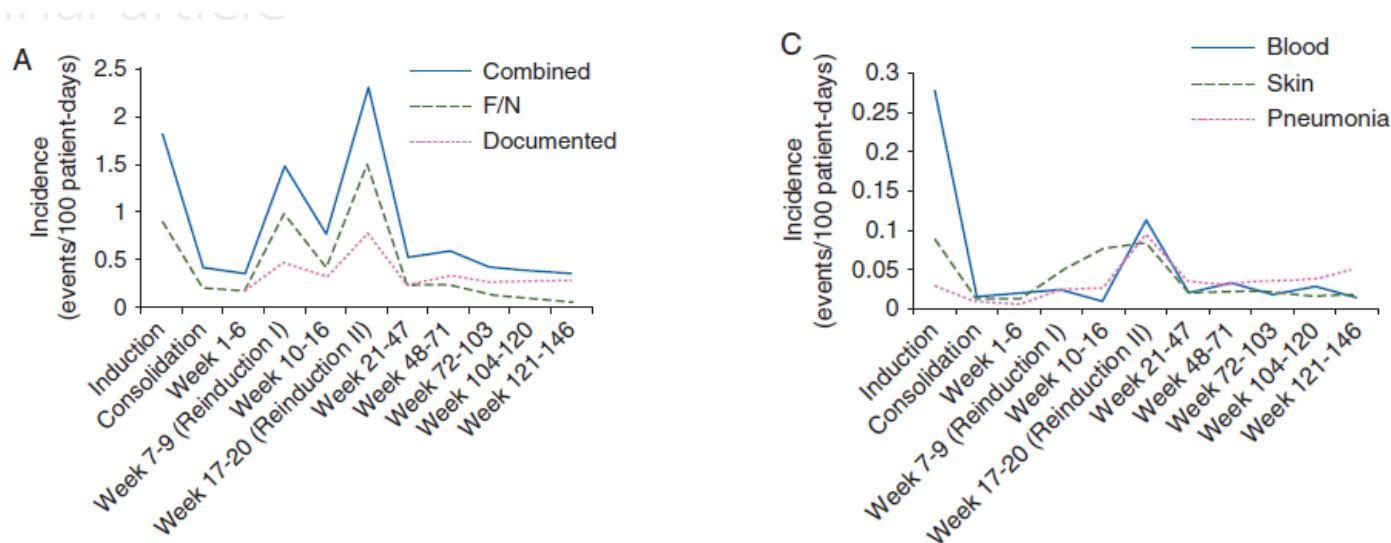 A
Incidence
(events/100 patient-days)
2.5
2
1.5
1
0.5
0
Combined
F/N
Documented
Induction
Consolidation
Week 1-6
Week 7-9 (Reinduction I)
Week 10-16
Week 17-20 (Reinduction II)
Week 21-47
Week 48-71
Week 72-103
Week 104-120
Week 121-146
C
Incidence
(events/100 patient-days)
0.3
0.25
0.2
0.15
0.1
0.05
0
Blood
Skin
Pneumonia
Induction
Consolidation
Week 1-6
Week 7-9 (Reinduction I)
Week 10-16
Week 17-20 (Reinduction II)
Week 21-47
Week 48-71
Week 72-103
Week 104-120
Week 121-146